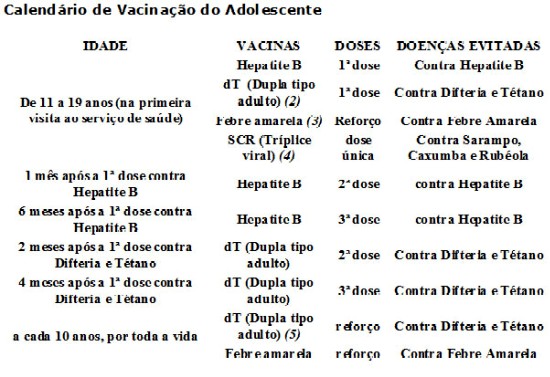 Calendário de Vacinação do Adolescente
IDADE VACINAS DOSES DOENÇAS EVITADAS
De 11 a 19 anos (na primeira visita ao serviço de saúde) Hepatite B 1ª dose Contra Hepatite B
dT (Dupla tipo adulto) (2) 1ª dose Contra Difteria e Tétano
Febre amarela (3) Reforço Contra Febre Amarela
SCR (Tríplice viral) (4) dose única Contra Sarampo, Caxumba e Rubéola
1 mês após a 1ª dose contra Hepatite B Hepatite B 2ª dose contra Hepatite B
6 meses após a 1ª dose contra Hepatite B Hepatite B 3ª dose contra Hepatite B
2 meses após a 1ª dose contra Difteria e Tétano dT (Dupla tipo adulto) 2ª dose Contra Difteria e Tétano
4 meses após a 1ª dose contra Difteria e Tétano dT (Dupla tipo adulto) 3ª dose Contra Difteria e Tétano
a cada 10 anos, por toda a vida dT (Dupla tipo adulto) (5) reforço Contra Difteria e Tétano
Febre amarela reforço Contra Febre Amarela